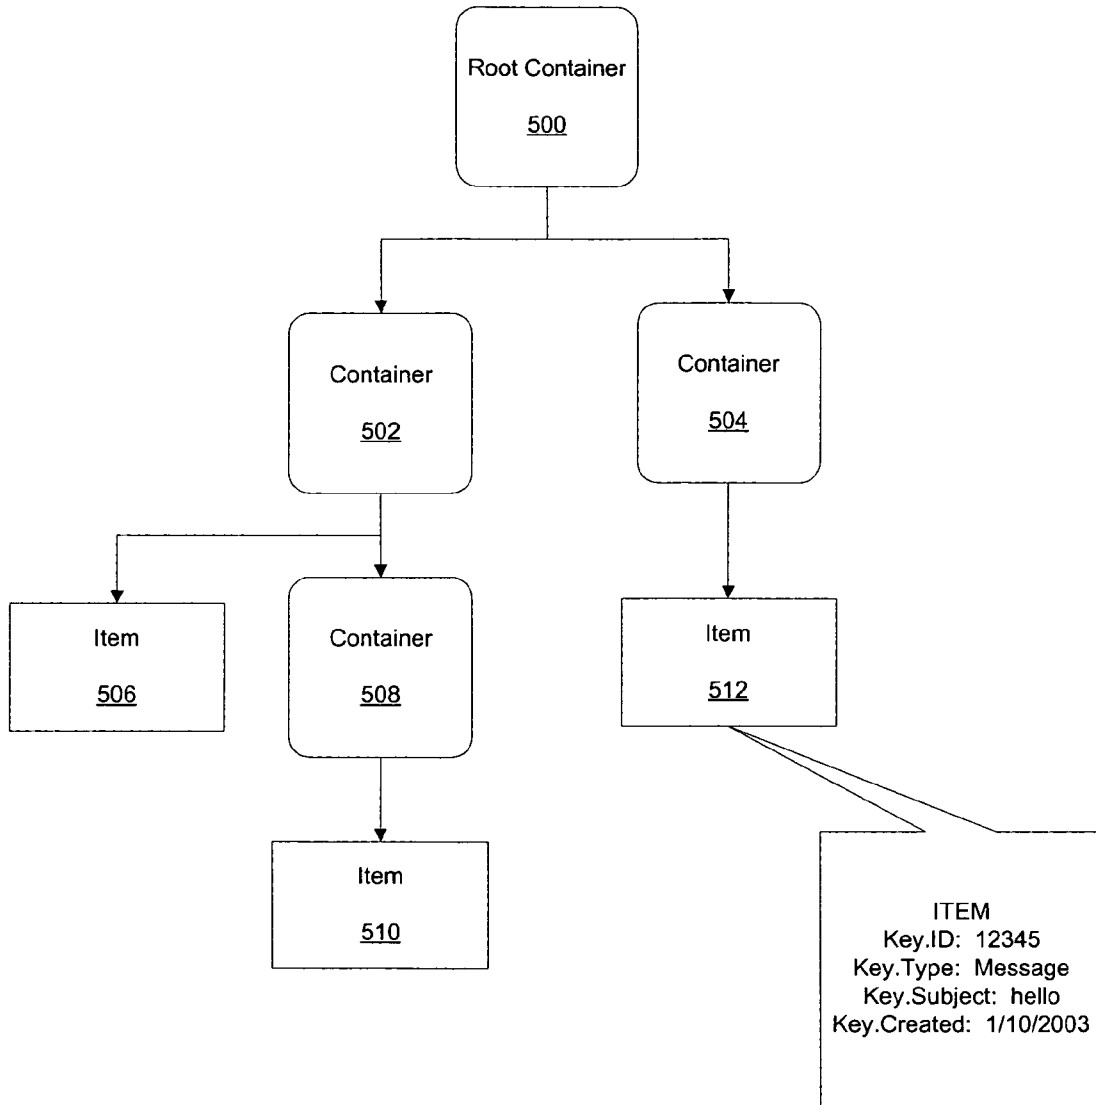 Root Container
500
Container
502
Container
504
Item
506
Container
508
Item
512
Item
510
ITEM
Key.ID: 12345
Key.Type: Message
Key.Subject: hello
Key.Created: 1/10/2003